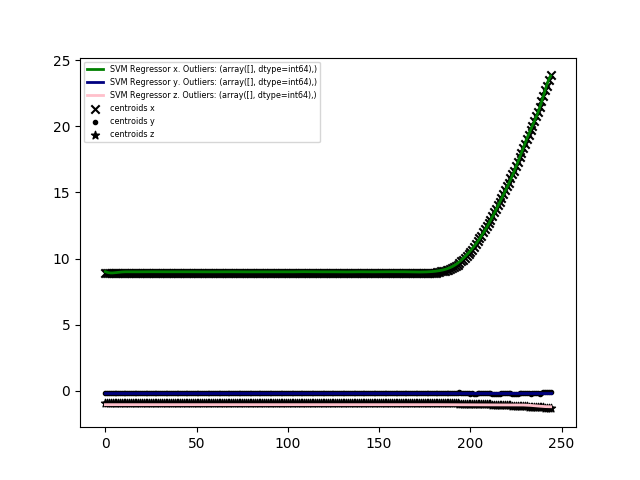 25
20
15
10
5
0
SVM Regressor x. Outliers: (array([], dtype=int64),)
SVM Regressor y. Outliers: (array([], dtype=int64),)
SVM Regressor z. Outliers: (array([], dtype=int64),)
centroids x
centroids y
centroids z
0 50 100 150 200 250